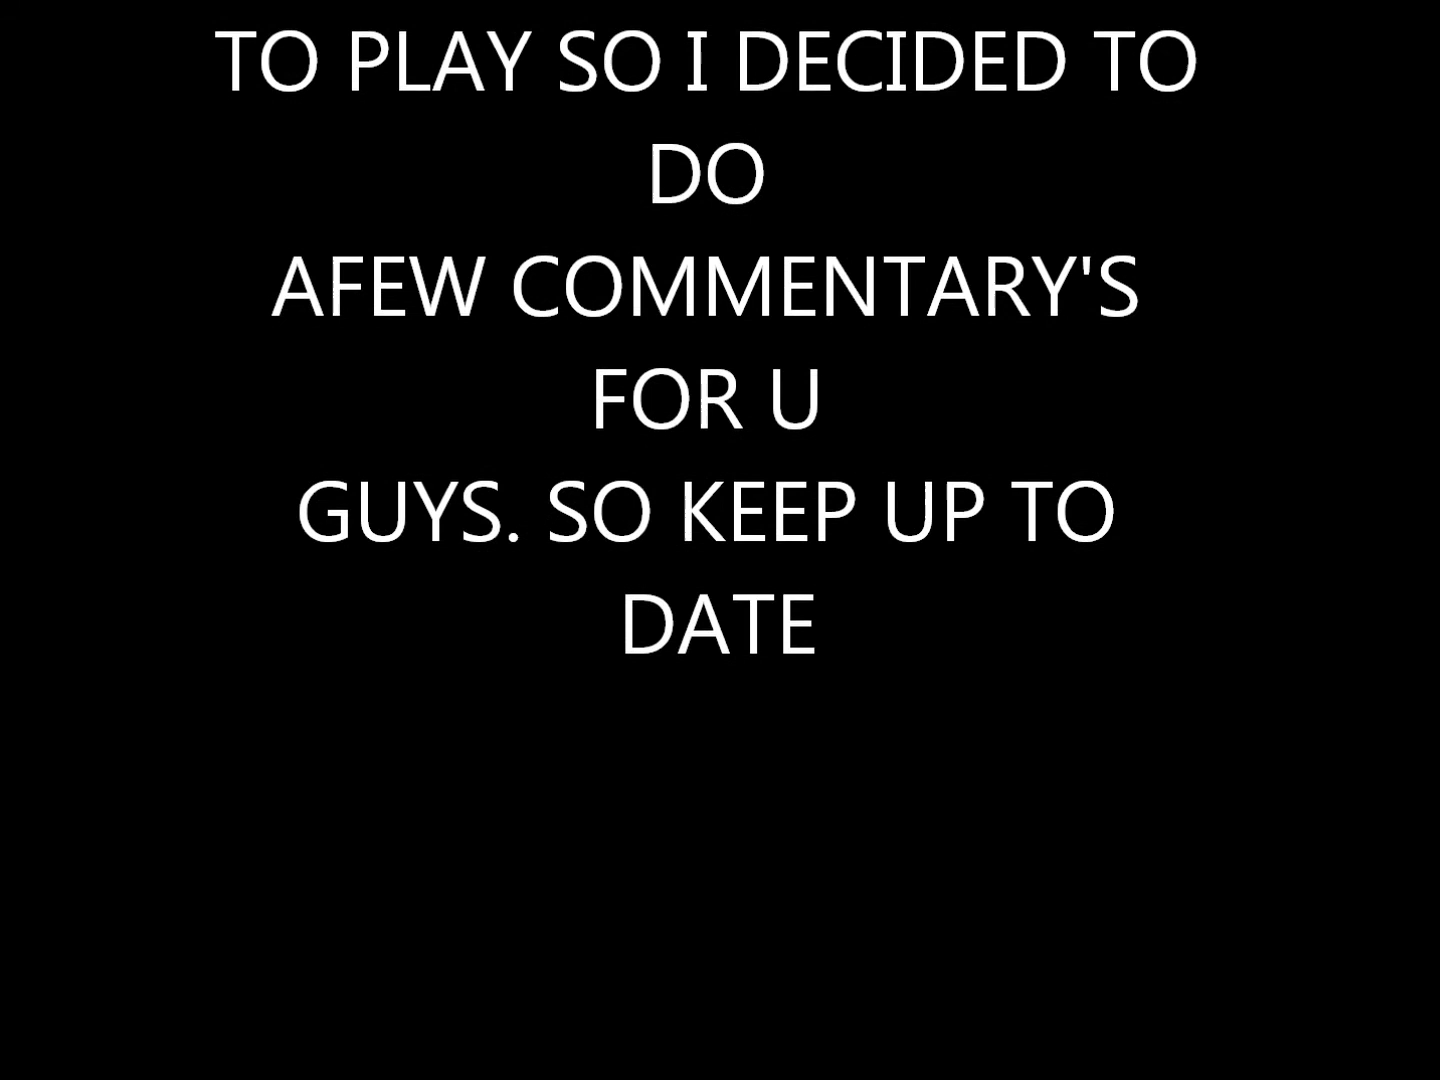 TO PLAY SO I DECIDED TO
DO
AFEW COMMENTARY'S
FOR U
GUYS. SO KEEP UP TO
DATE